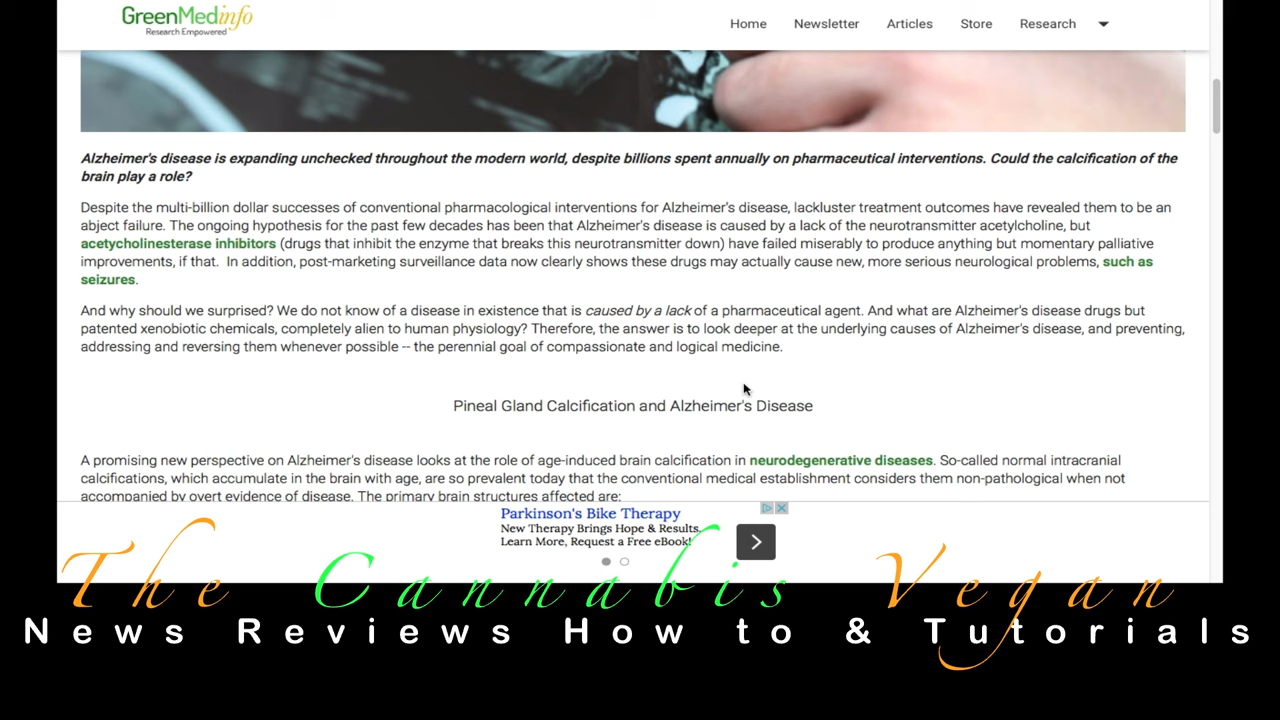 GreenMedinfo
Research Empowered
Home Newsletter Articles Store Research
Alzheimer's disease is expanding unchecked throughout the modern world, despite billions spent annually on pharmaceutical interventions. Could the calcification of the
brain play a role?
Despite the multi-billion dollar successes of conventional pharmacological interventions for Alzheimer's disease, lackluster treatment outcomes have revealed them to be an
abject failure. The ongoing hypothesis for the past few decades has been that Alzheimer's disease is caused by a lack of the neurotransmitter acetylcholine, but
acetycholinesterase inhibitors (drugs that inhibit the enzyme that breaks this neurotransmitter down) have failed miserably to produce anything but momentary palliative
improvements, if that. In addition, post-marketing surveillance data now clearly shows these drugs may actually cause new, more serious neurological problems, such as
seizures.
And why should we surprised? We do not know of a disease in existence that is caused by a lack of a pharmaceutical agent. And what are Alzheimer's disease drugs but
patented xenobiotic chemicals, completely alien to human physiology? Therefore, the answer is to look deeper at the underlying causes of Alzheimer's disease, and preventing,
addressing and reversing them whenever possible -- the perennial goal of compassionate and logical medicine.
Pineal Gland Calcification and Alzheimer's Disease
A promising new perspective on Alzheimer's disease looks at the role of age-induced brain calcification in neurodegenerative diseases. So-called normal intracranial
calcifications, which accumulate in the brain with age, are so prevalent today that the conventional medical establishment considers them non-pathological when not
accompanied by overt evidence of disease. The primary brain structures affected are:
Parkinson's Bike Therapy
New Therapy Brings Hope & Results.
Learn More, Request a Free eBook!
The Cannabis Vegan
News Reviews How to & Tutorials